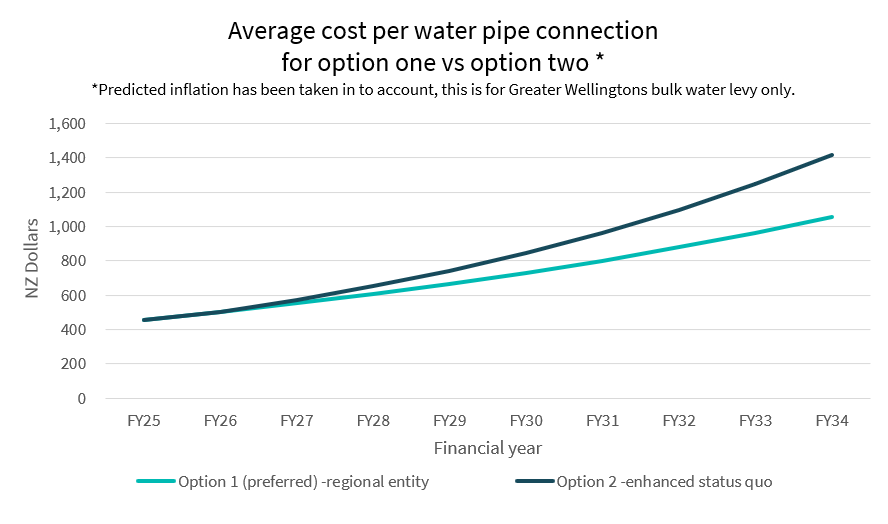 Average cost per water pipe connection
for option one vs option two *
*Predicted inflation has been taken in to account, this is for Greater Wellingtons bulk water levy only.
1,600
1,400
1,200
1,000
800
600
400
200
0
NZ Dollars
FY25 FY26 FY27 FY28 FY29 FY30 FY31 FY32 FY33 FY34
Financial year
Option 1 (preferred) -regional entity Option 2 -enhanced status quo